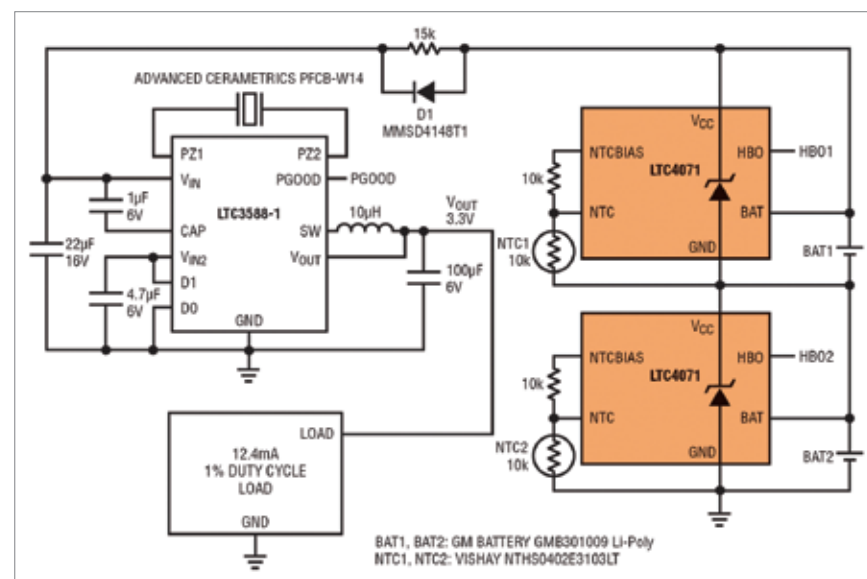 15k
ADVANCED CERAMETRICS PFCB-W14
D1
MMSD4148T1
PZ1
PZ2
VIN
PGOOD
PGOOD
1µF
6V
LTC3588-1
10µH
VOUT
3.3V
CAP
SW
22µF
16V
VIN2
VOUT
4.7µF
6V
D1
D0
100µF
6V
GND
VCC
NTCBIAS
LTC4071
HBO
HBO1
10k
NTC
BAT
NTC1
10k
GND
BAT1
VCC
NTCBIAS
HBO
HBO2
LTC4071
10k
NTC
BAT
NTC2
10k
GND
BAT2
LOAD
12.4mA
1% DUTY CYCLE
LOAD
GND
BAT1, BAT2: GM BATTERY GMB301009 Li-Poly
NTC1, NTC2: VISHAY NTHS0402E3103LT